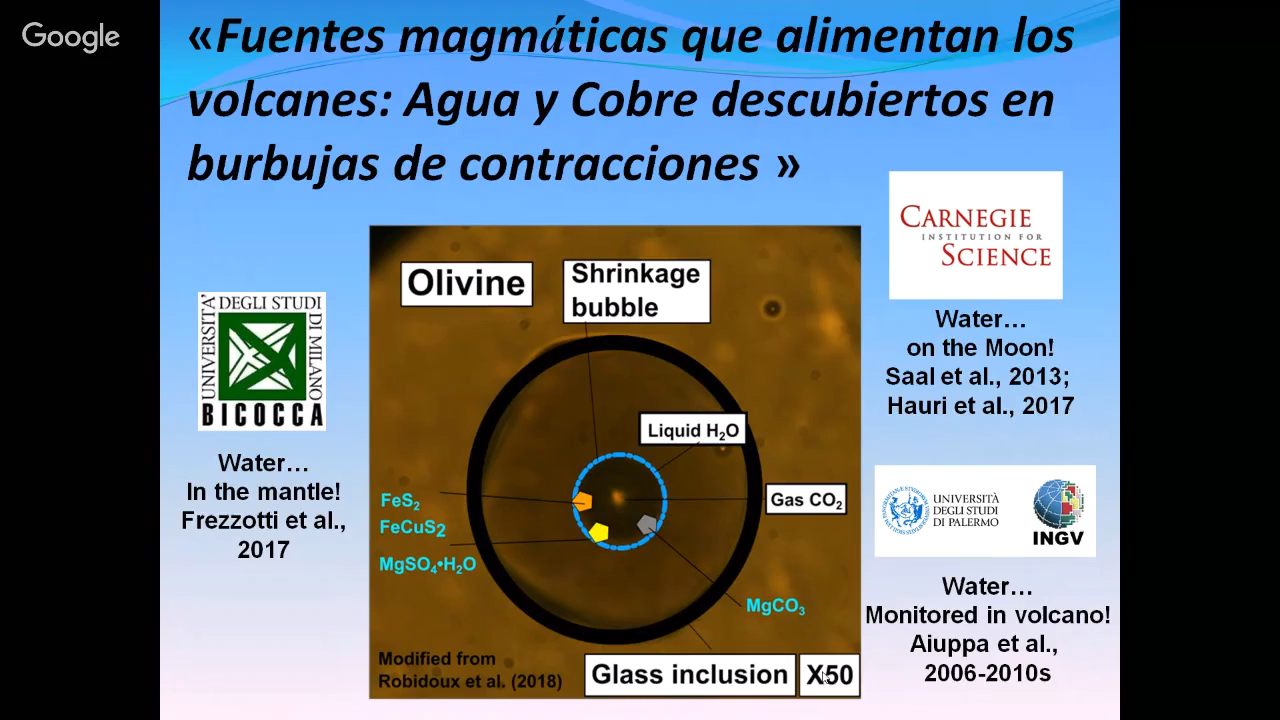 Google
«Fuentes magmáticas que alimentan los
volcanes: Agua y Cobre descubiertos en
burbujas de contracciones »
CARNEGIE
INSTITUTION FOR
SCIENCE
Water…
on the Moon!
Saal et al., 2013;
Hauri et al., 2017
UNIVERSITA'
DEGLI STUDI
DI MILANO
BICOCCA
Water…
In the mantle!
Frezzotti et al.,
2017
Olivine
Shrinkage
bubble
Liquid H₂O
Gas CO₂
FeS₂
FeCuS2
MgSO₄•H₂O
MgCO₃
Modified from
Robidoux et al. (2018)
Glass inclusion
X50
UNIVERSITÀ
DEGLI STUDI
DI PALERMO
INGV
Water…
Monitored in volcano!
Aiuppa et al.,
2006-2010s